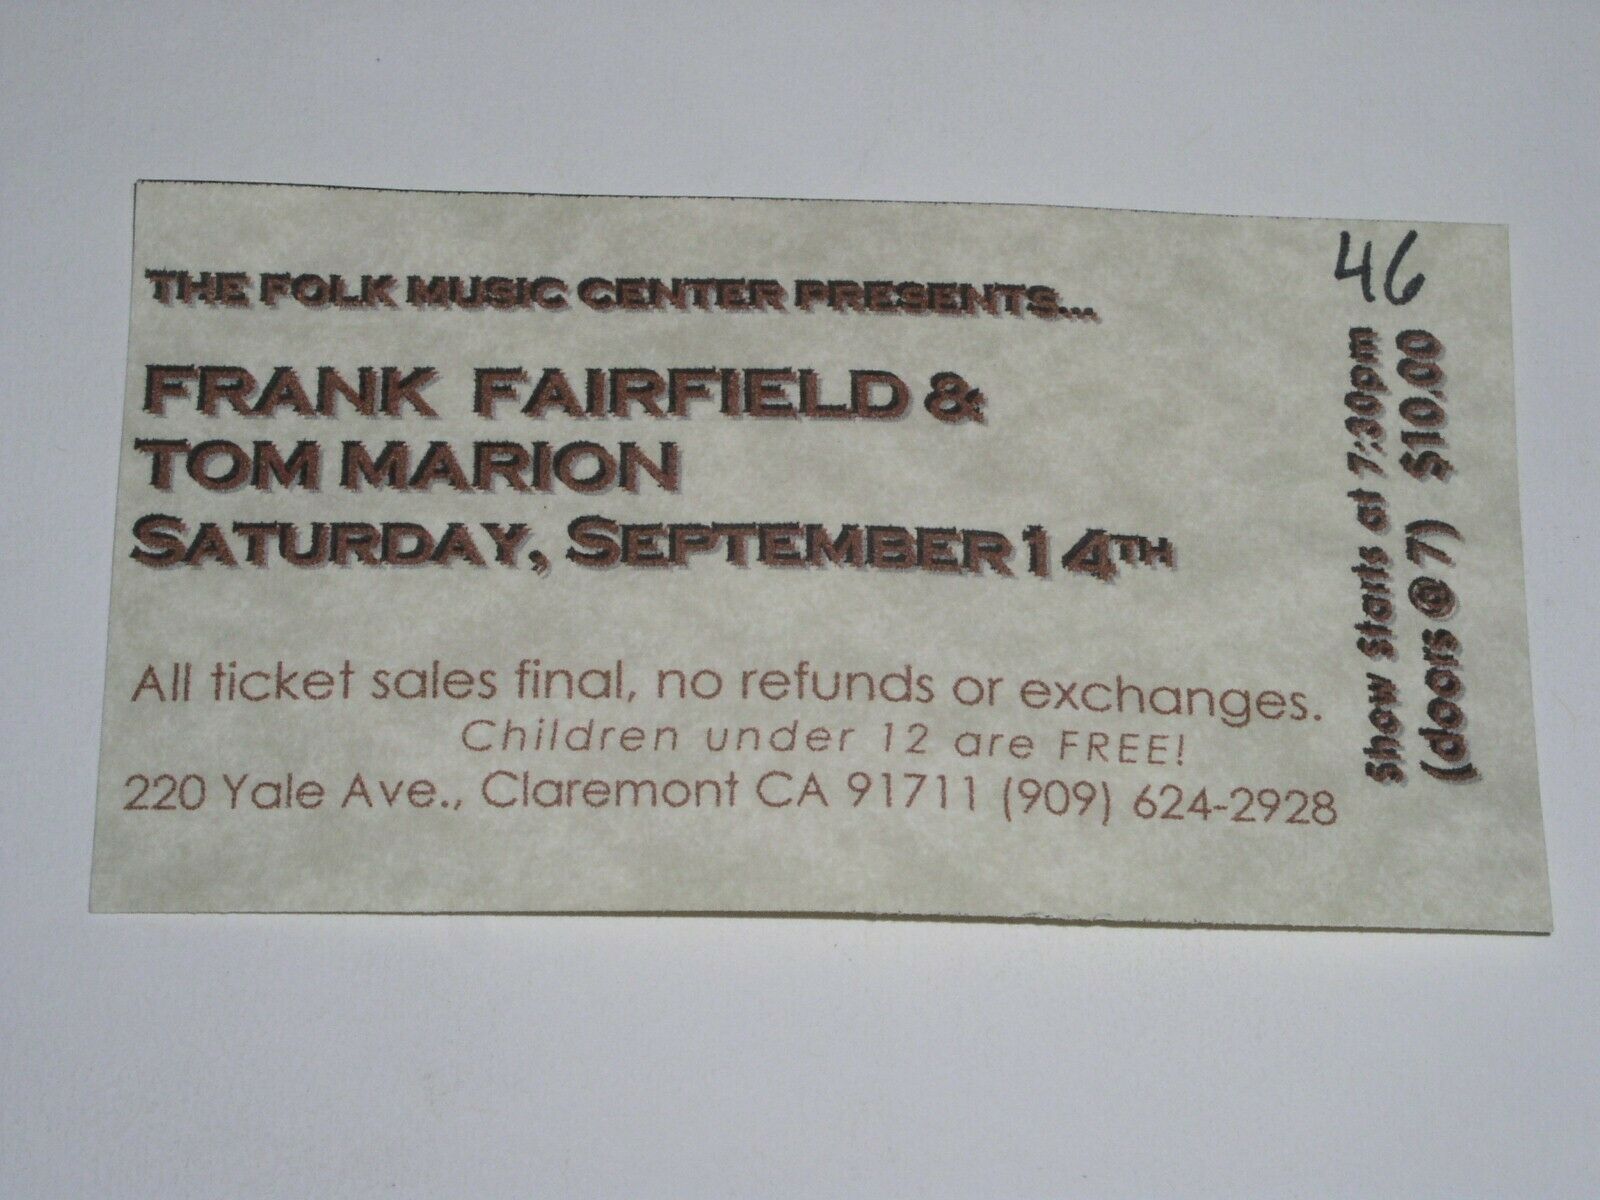 THE FOLK MUSIC CENTER PRESENTS...
FRANK FAIRFIELD &
TOM MARION
SATURDAY, SEPTEMBER 14TH
All ticket sales final, no refunds or exchanges.
Children under 12 are FREE!
220 Yale Ave., Claremont CA 91711 (909) 624-2928
46
Show Starts at 7:30pm
(doors @ 7) $10.00